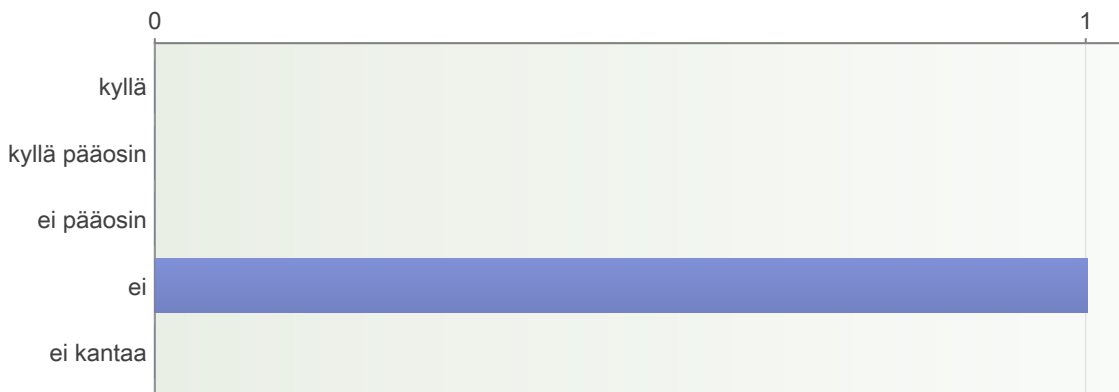 0 1
kyllä
kyllä pääosin
ei pääosin
ei
ei kantaa